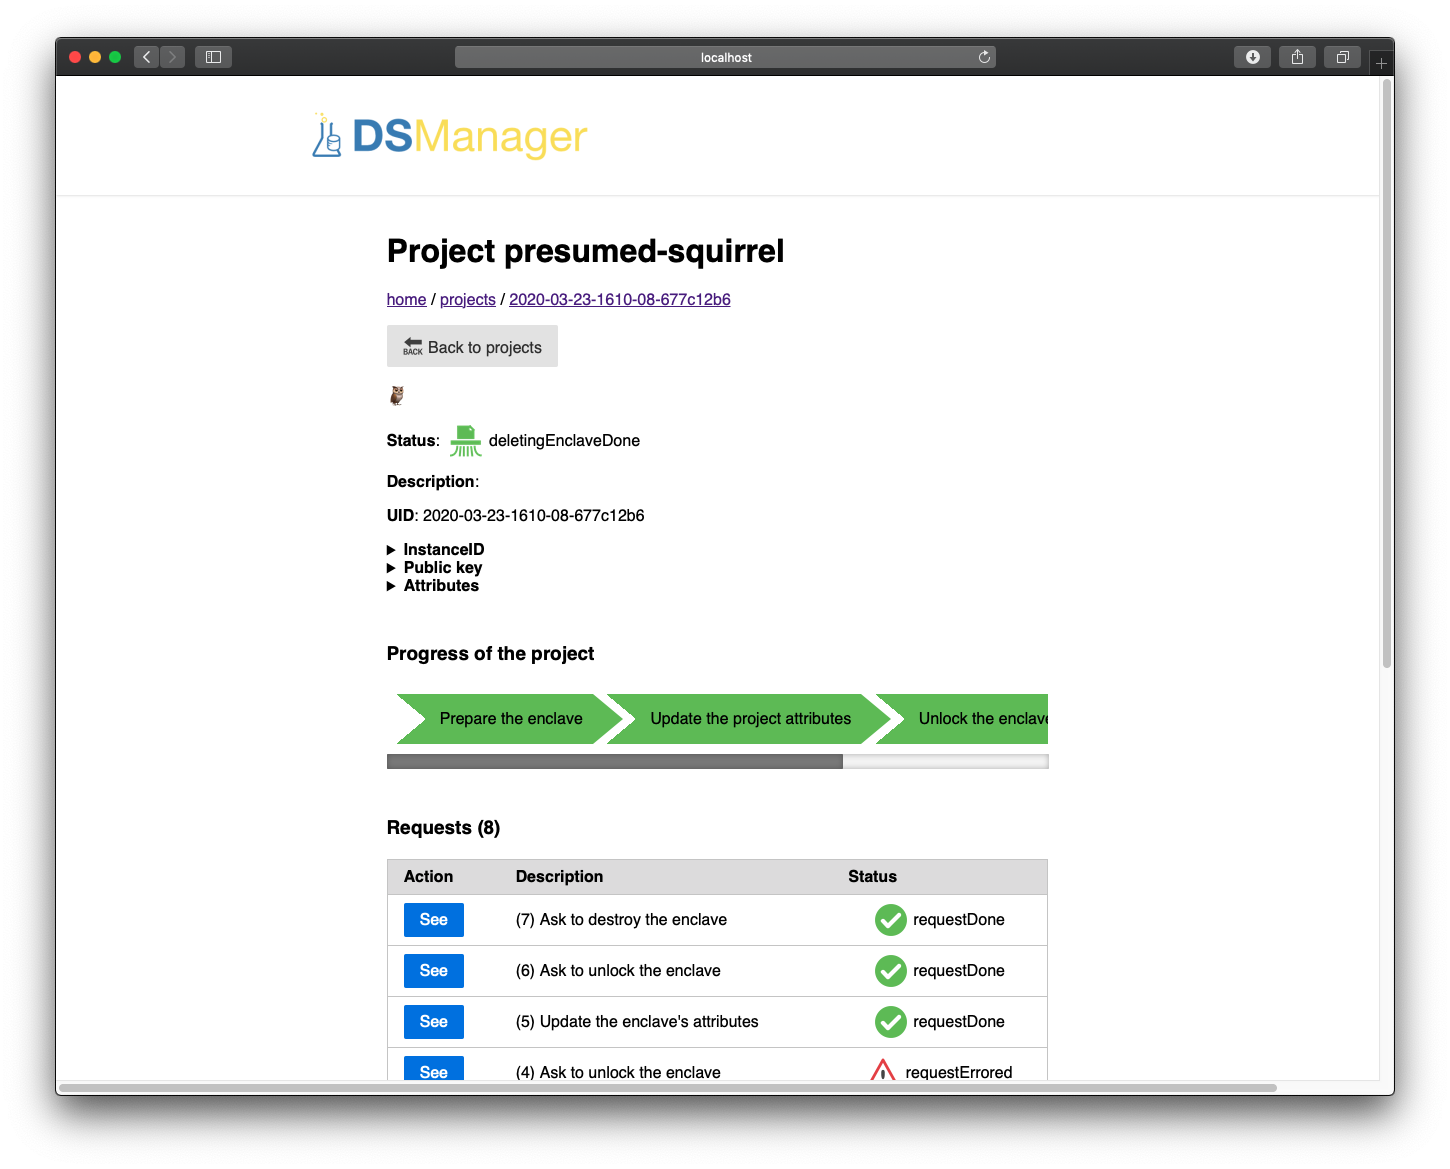 localhost
DSManager
Project presumed-squirrel
home / projects / 2020-03-23-1610-08-677c12b6
BACK Back to projects
Status: deletingEnclaveDone
Description:
UID: 2020-03-23-1610-08-677c12b6
InstanceID
Public key
Attributes
Progress of the project
Prepare the enclave Update the project attributes Unlock the enclave
Requests (8)
Action Description Status
See (7) Ask to destroy the enclave requestDone
See (6) Ask to unlock the enclave requestDone
See (5) Update the enclave's attributes requestDone
See (4) Ask to unlock the enclave requestErrored